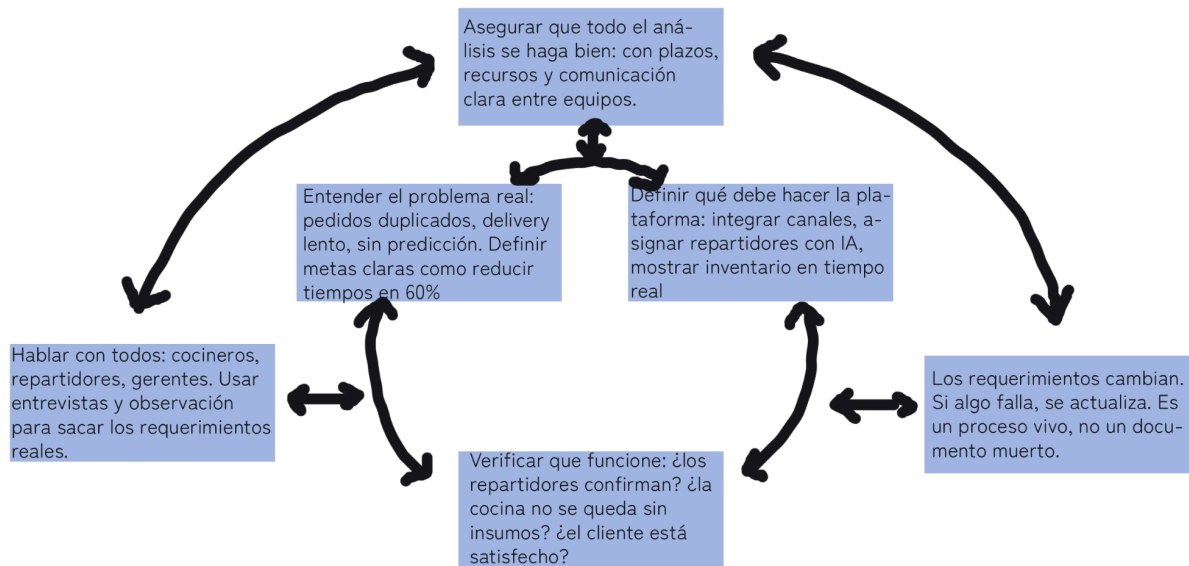 Asegurar que todo el aná-
lisis se haga bien: con plazos,
recursos y comunicación
clara entre equipos.
Entender el problema real:
pedidos duplicados, delivery
lento, sin predicción. Definir
metas claras como reducir
tiempos en 60%
Definir qué debe hacer la pla-
taforma: integrar canales, a-
signar repartidores con IA,
mostrar inventario en tiempo
real
Hablar con todos: cocineros,
repartidores, gerentes. Usar
entrevistas y observación
para sacar los requerimientos
reales.
Los requerimientos cambian.
Si algo falla, se actualiza. Es
un proceso vivo, no un docu-
mento muerto.
Verificar que funcione: ¿los
repartidores confirman? ¿la
cocina no se queda sin
insumos? ¿el cliente está
satisfecho?